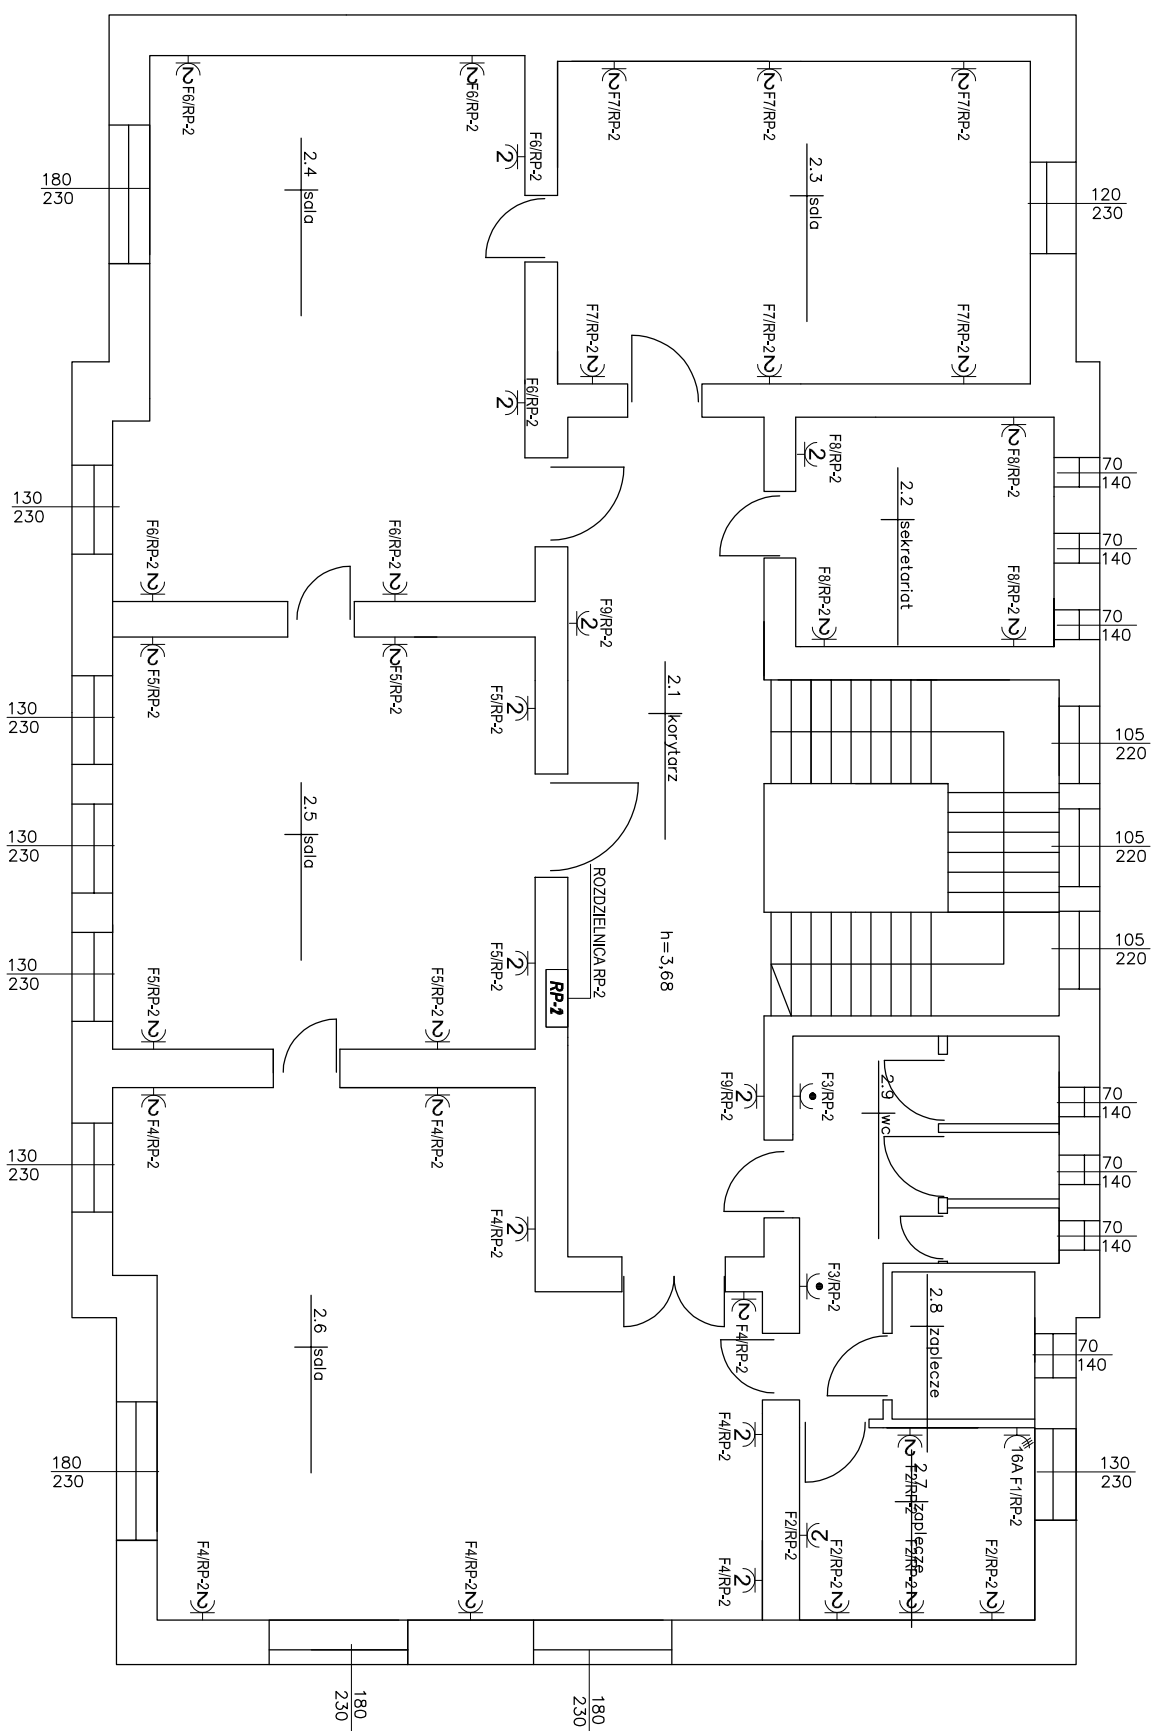 F6/RP-2
F6/RP-2
F7/RP-2
F7/RP-2
F7/RP-2
F6/RP-2
2.4 sala
2.3 sala
180
230
120
230
F7/RP-2
F7/RP-2
F7/RP-2
F6/RP-2
F8/RP-2
F8/RP-2
70
140
2.2 sekretariat
130
230
70
140
F6/RP-2
F6/RP-2
F8/RP-2
F8/RP-2
F9/RP-2
70
140
F5/RP-2
F5/RP-2
F5/RP-2
2.1 korytarz
130
230
105
220
2.5 sala
130
230
105
220
ROZDZIELNICA RP-2
h=3,68
F5/RP-2
RP-2
130
230
105
220
F5/RP-2
F5/RP-2
F9/RP-2
F3/RP-2
2.9 wc
70
140
F4/RP-2
F4/RP-2
130
230
70
140
F4/RP-2
70
140
F3/RP-2
2.8 zaplecze
2.6 sala
F4/RP-2
70
140
F4/RP-2
180
230
16A F1/RP-2
F2/RP-2
2.7 zaplecze
130
230
F2/RP-2
F4/RP-2
F4/RP-2
F4/RP-2
F2/RP-2
F2/RP-2
F2/RP-2
180
230
180
230